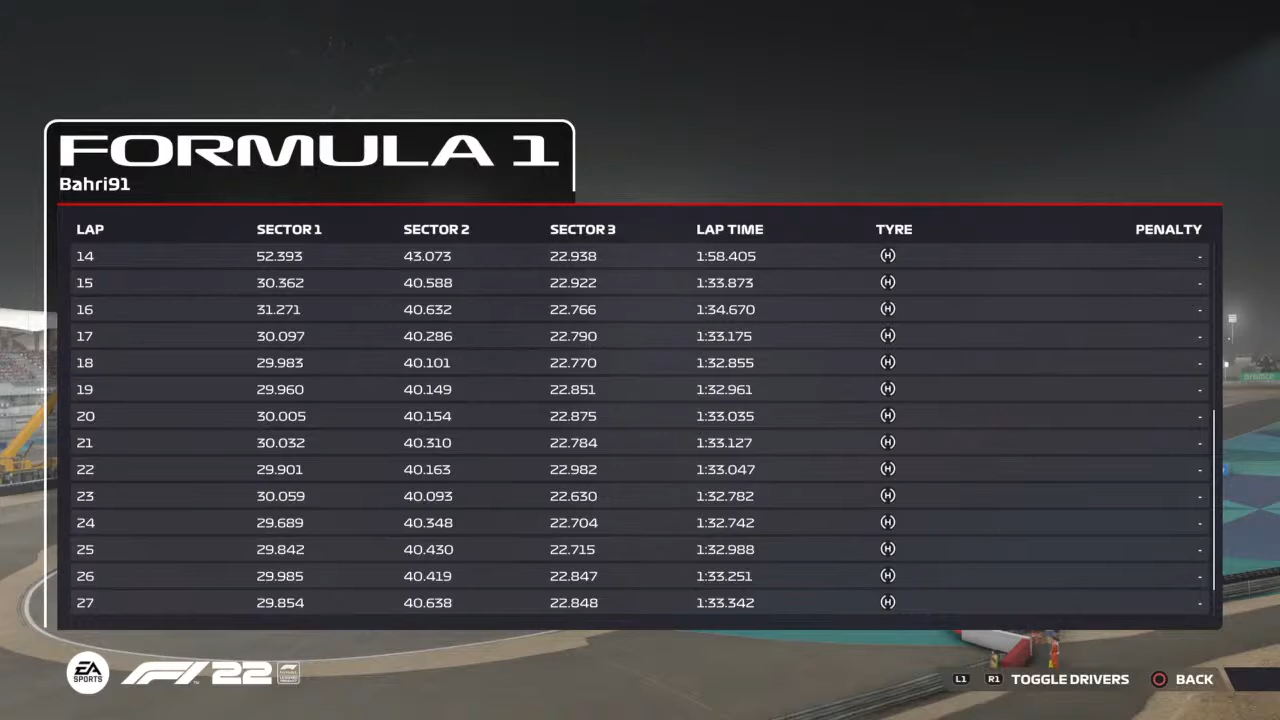 FORMULA 1
Bahri91
LAP SECTOR 1 SECTOR 2 SECTOR 3 LAP TIME TYRE PENALTY
14 52.393 43.073 22.938 1:58.405 (H) -
15 30.362 40.588 22.922 1:33.873 (H) -
16 31.271 40.632 22.766 1:34.670 (H) -
17 30.097 40.286 22.790 1:33.175 (H) -
18 29.983 40.101 22.770 1:32.855 (H) -
19 29.960 40.149 22.851 1:32.961 (H) -
20 30.005 40.154 22.875 1:33.035 (H) -
21 30.032 40.310 22.784 1:33.127 (H) -
22 29.901 40.163 22.982 1:33.047 (H) -
23 30.059 40.093 22.630 1:32.782 (H) -
24 29.689 40.348 22.704 1:32.742 (H) -
25 29.842 40.430 22.715 1:32.988 (H) -
26 29.985 40.419 22.847 1:33.251 (H) -
27 29.854 40.638 22.848 1:33.342 (H) -
aramco
EA SPORTS F1 22
L1 R1 TOGGLE DRIVERS BACK